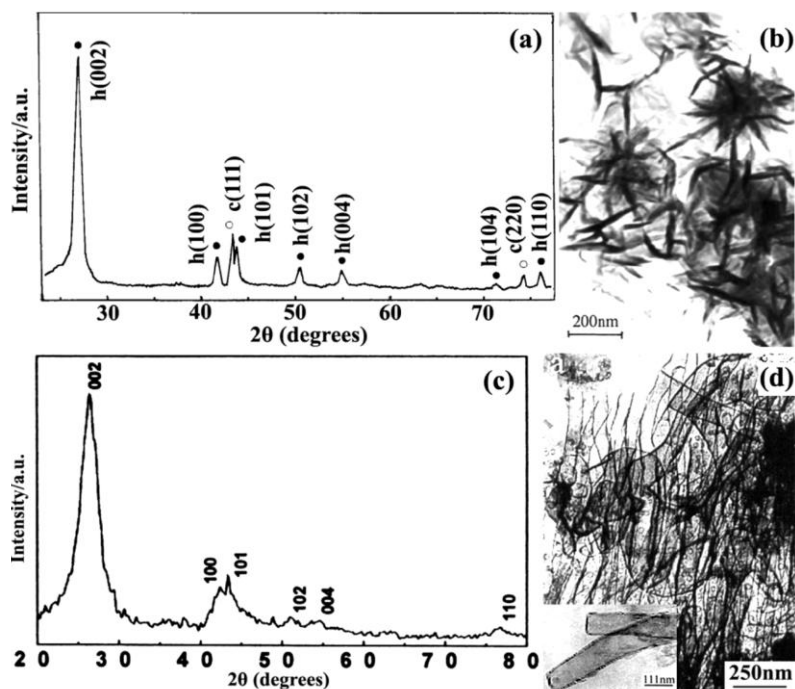 (a)
Intensity/a.u.
h(002)
h(100)
c(111)
h(101)
h(102)
h(004)
h(104)
c(220)
h(110)
30 40 50 60 70
2θ (degrees)
(b)
200nm
(c)
Intensity/a.u.
002
100
101
102
004
110
2 0 3 0 4 0 5 0 6 0 7 0 8 0
2θ (degrees)
a
(d)
111nm
250nm